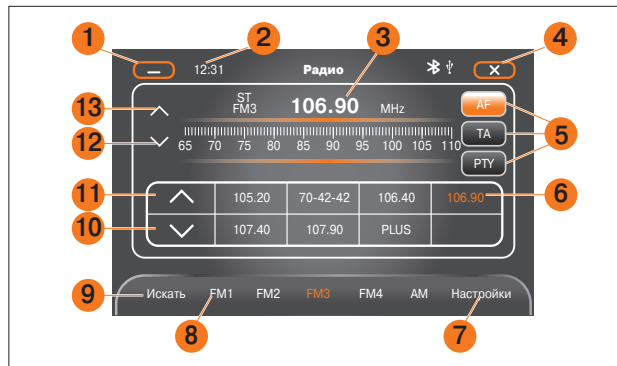 1 2 3 4
12:31 Радио
ST
FM3 106.90 MHz
AF
13
12
65 70 75 80 85 90 95 100 105 110
TA
5
PTY
11 105.20 70-42-42 106.40 106.90 6
10 107.40 107.90 PLUS
9 Искать FM1 FM2 FM3 FM4 AM Настройки
8 7